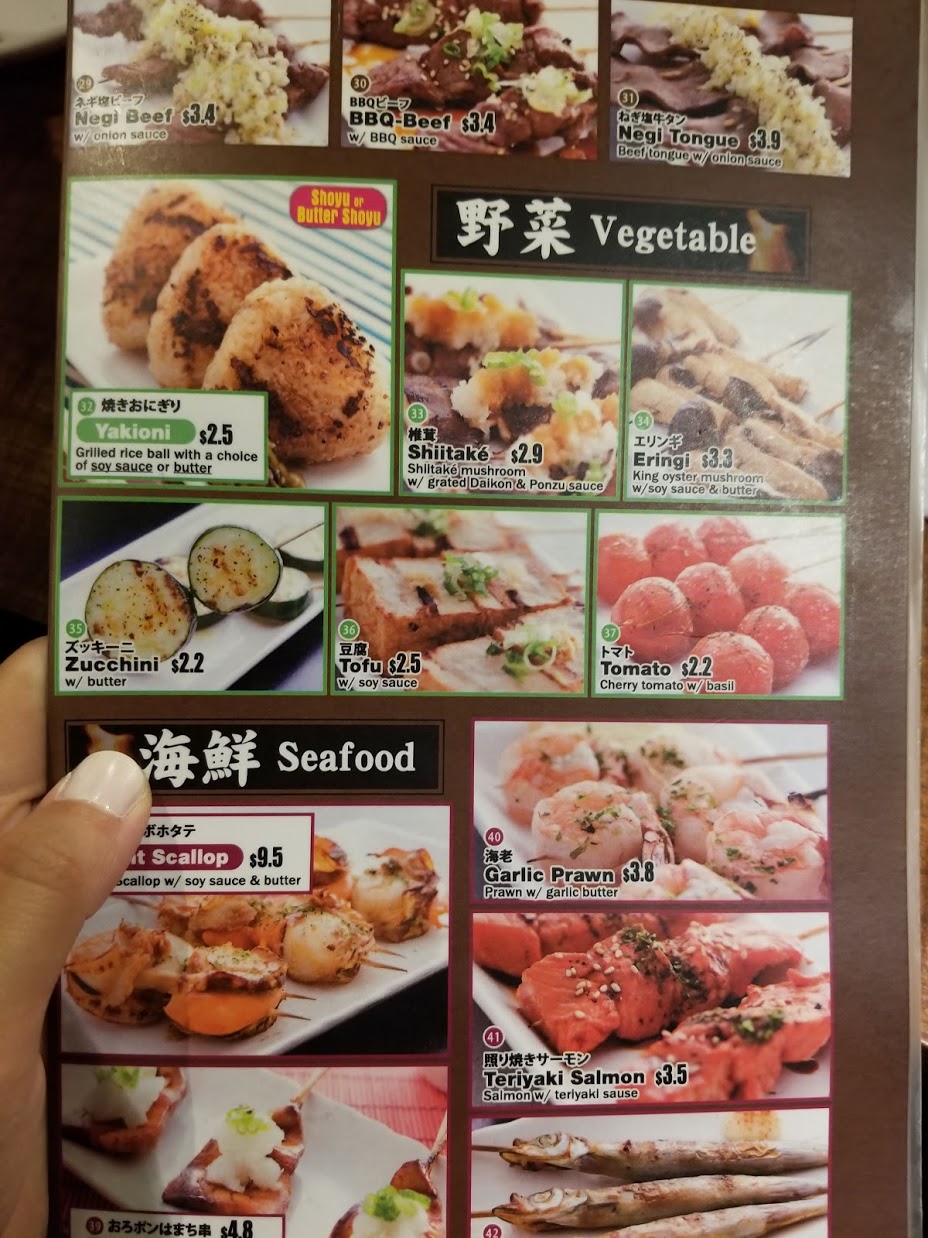 29
ネギ塩ビーフ
Negi Beef $3.4
w/ onion sauce
30
BBQビーフ
BBQ-Beef $3.4
w/ BBQ sauce
31
ねぎ塩牛タン
Negi Tongue $3.9
Beef tongue w/ onion sauce
Shoyu or
Butter Shoyu
32 焼きおにぎり
Yakioni $2.5
Grilled rice ball with a choice
of soy sauce or butter
野菜 Vegetable
33
椎茸
Shiitaké $2.9
Shiitaké mushroom
w/ grated Daikon & Ponzu sauce
34
エリンギ
Eringi $3.3
King oyster mushroom
w/soy sauce & butter
35
ズッキーニ
Zucchini $2.2
w/ butter
36
豆腐
Tofu $2.5
w/ soy sauce
37
トマト
Tomato $2.2
Cherry tomato w/ basil
海鮮 Seafood
ボホタテ
nt Scallop $9.5
Scallop w/ soy sauce & butter
39 おろポンはまち串 $4.8
40
海老
Garlic Prawn $3.8
Prawn w/ garlic butter
41
照り焼きサーモン
Teriyaki Salmon $3.5
Salmon w/ teriyaki sause
42